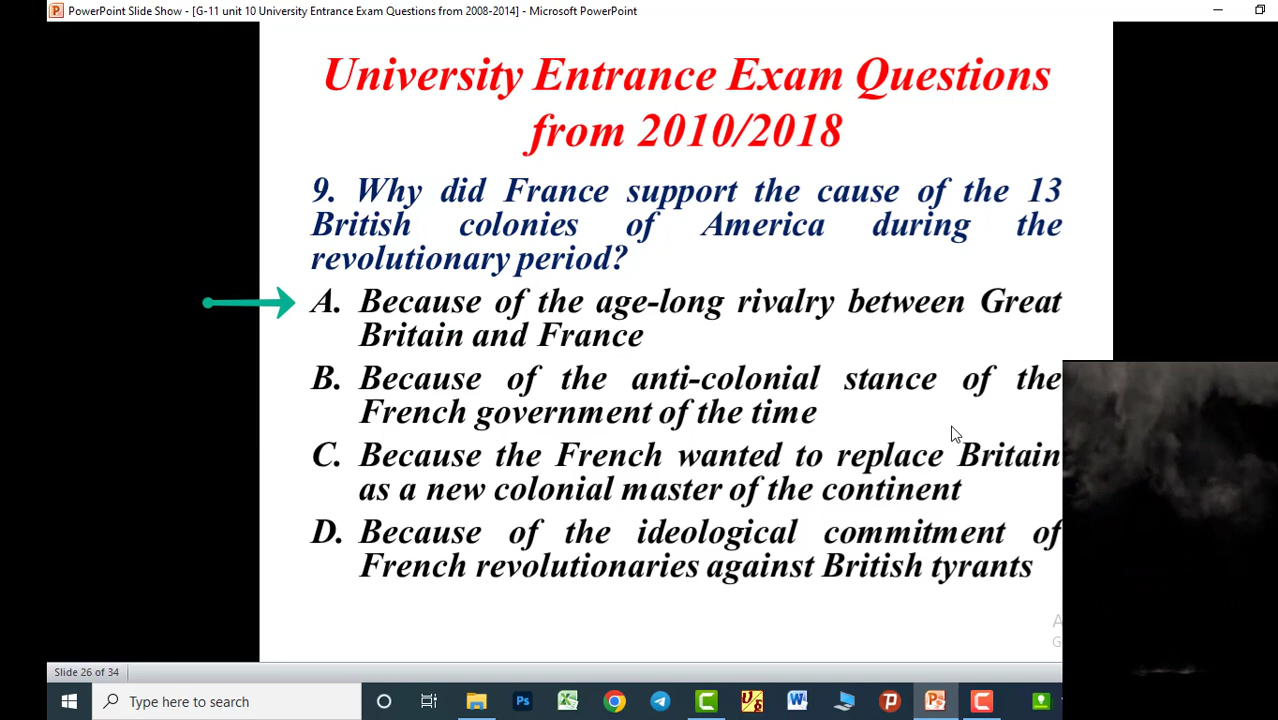 PowerPoint Slide Show - [G-11 unit 10 University Entrance Exam Questions from 2008-2014] - Microsoft PowerPoint
University Entrance Exam Questions
from 2010/2018
9. Why did France support the cause of the 13
British colonies of America during the
revolutionary period?
A. Because of the age-long rivalry between Great
Britain and France
B. Because of the anti-colonial stance of the
French government of the time
C. Because the French wanted to replace Britain
as a new colonial master of the continent
D. Because of the ideological commitment of
French revolutionaries against British tyrants
Slide 26 of 34
Type here to search